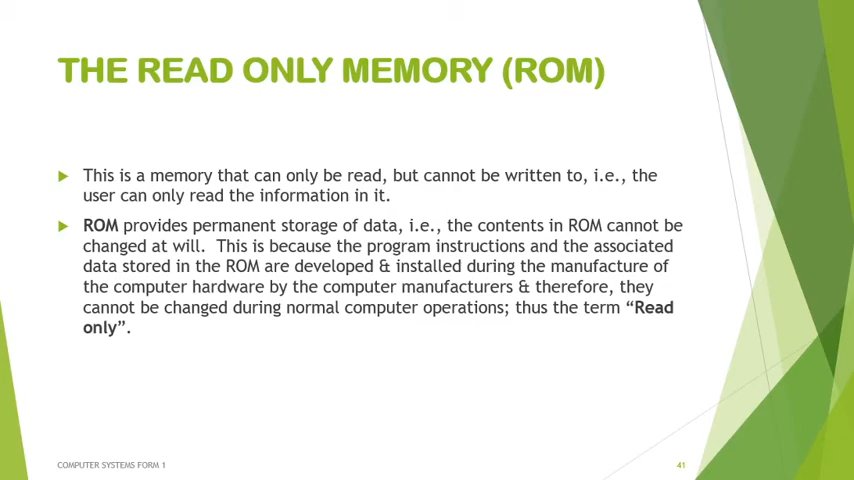 THE READ ONLY MEMORY (ROM)
This is a memory that can only be read, but cannot be written to, i.e., the
user can only read the information in it.
ROM provides permanent storage of data, i.e., the contents in ROM cannot be
changed at will.  This is because the program instructions and the associated
data stored in the ROM are developed & installed during the manufacture of
the computer hardware by the computer manufacturers & therefore, they
cannot be changed during normal computer operations; thus the term “Read
only”.
COMPUTER SYSTEMS FORM 1
41